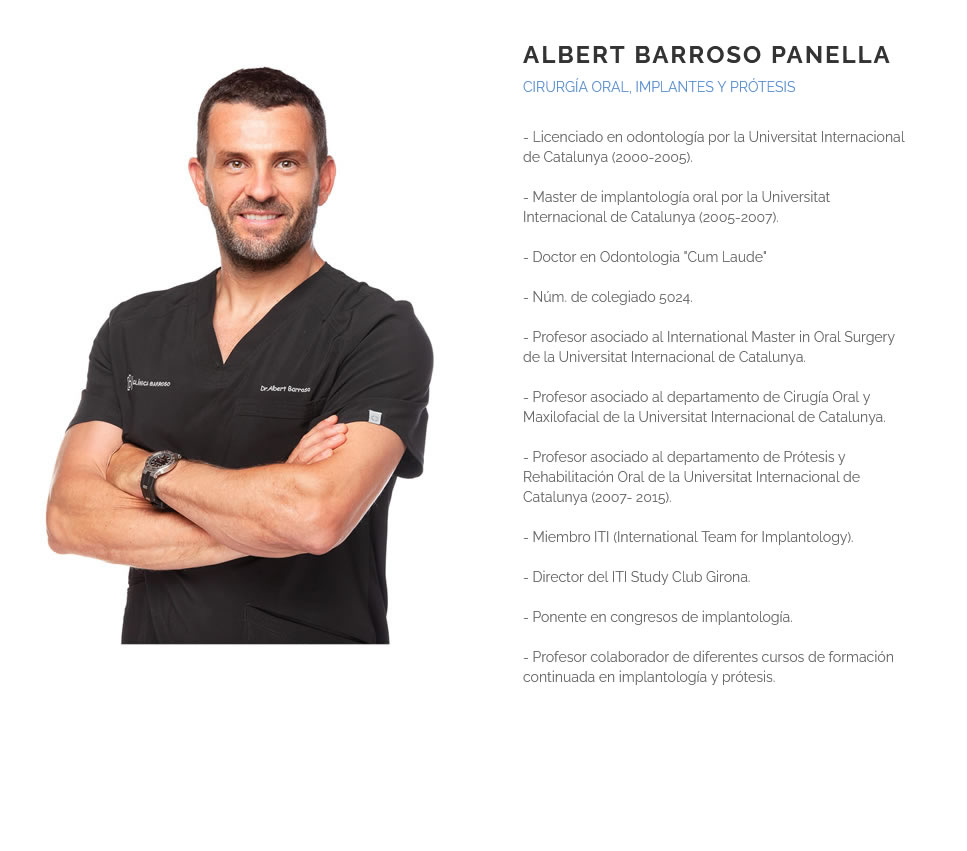 ALBERT BARROSO PANELLA
CIRURGÍA ORAL, IMPLANTES Y PRÓTESIS
- Licenciado en odontología por la Universitat Internacional
de Catalunya (2000-2005).
- Master de implantología oral por la Universitat
Internacional de Catalunya (2005-2007).
- Doctor en Odontologia "Cum Laude"
- Núm. de colegiado 5024.
- Profesor asociado al International Master in Oral Surgery
de la Universitat Internacional de Catalunya.
- Profesor asociado al departamento de Cirugía Oral y
Maxilofacial de la Universitat Internacional de Catalunya.
- Profesor asociado al departamento de Prótesis y
Rehabilitación Oral de la Universitat Internacional de
Catalunya (2007- 2015).
- Miembro ITI (International Team for Implantology).
- Director del ITI Study Club Girona.
- Ponente en congresos de implantología.
- Profesor colaborador de diferentes cursos de formación
continuada en implantología y prótesis.
CLÍNICA BARROSO
Dr. Albert Barroso